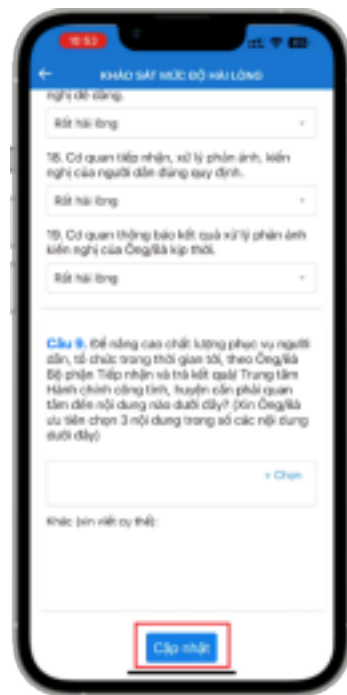 10:53
KHẢO SÁT MỨC ĐỘ HÀI LÒNG
nghị dễ dàng.
Rất hài lòng
18. Cơ quan tiếp nhận, xử lý phản ánh, kiến
nghị của người dân đúng quy định.
Rất hài lòng
19. Cơ quan thông báo kết quả xử lý phản ánh
kiến nghị của Ông/Bà kịp thời.
Rất hài lòng
Câu 9. Để nâng cao chất lượng phục vụ người
dân, tổ chức trong thời gian tới, theo Ông/Bà
Bộ phận Tiếp nhận và trả kết quả/ Trung tâm
Hành chính công tỉnh, huyện cần phải quan
tâm đến nội dung nào dưới đây? (Xin Ông/Bà
ưu tiên chọn 3 nội dung trong số các nội dung
dưới đây)
+ Chọn
Khác (xin viết cụ thể):
Cập nhật